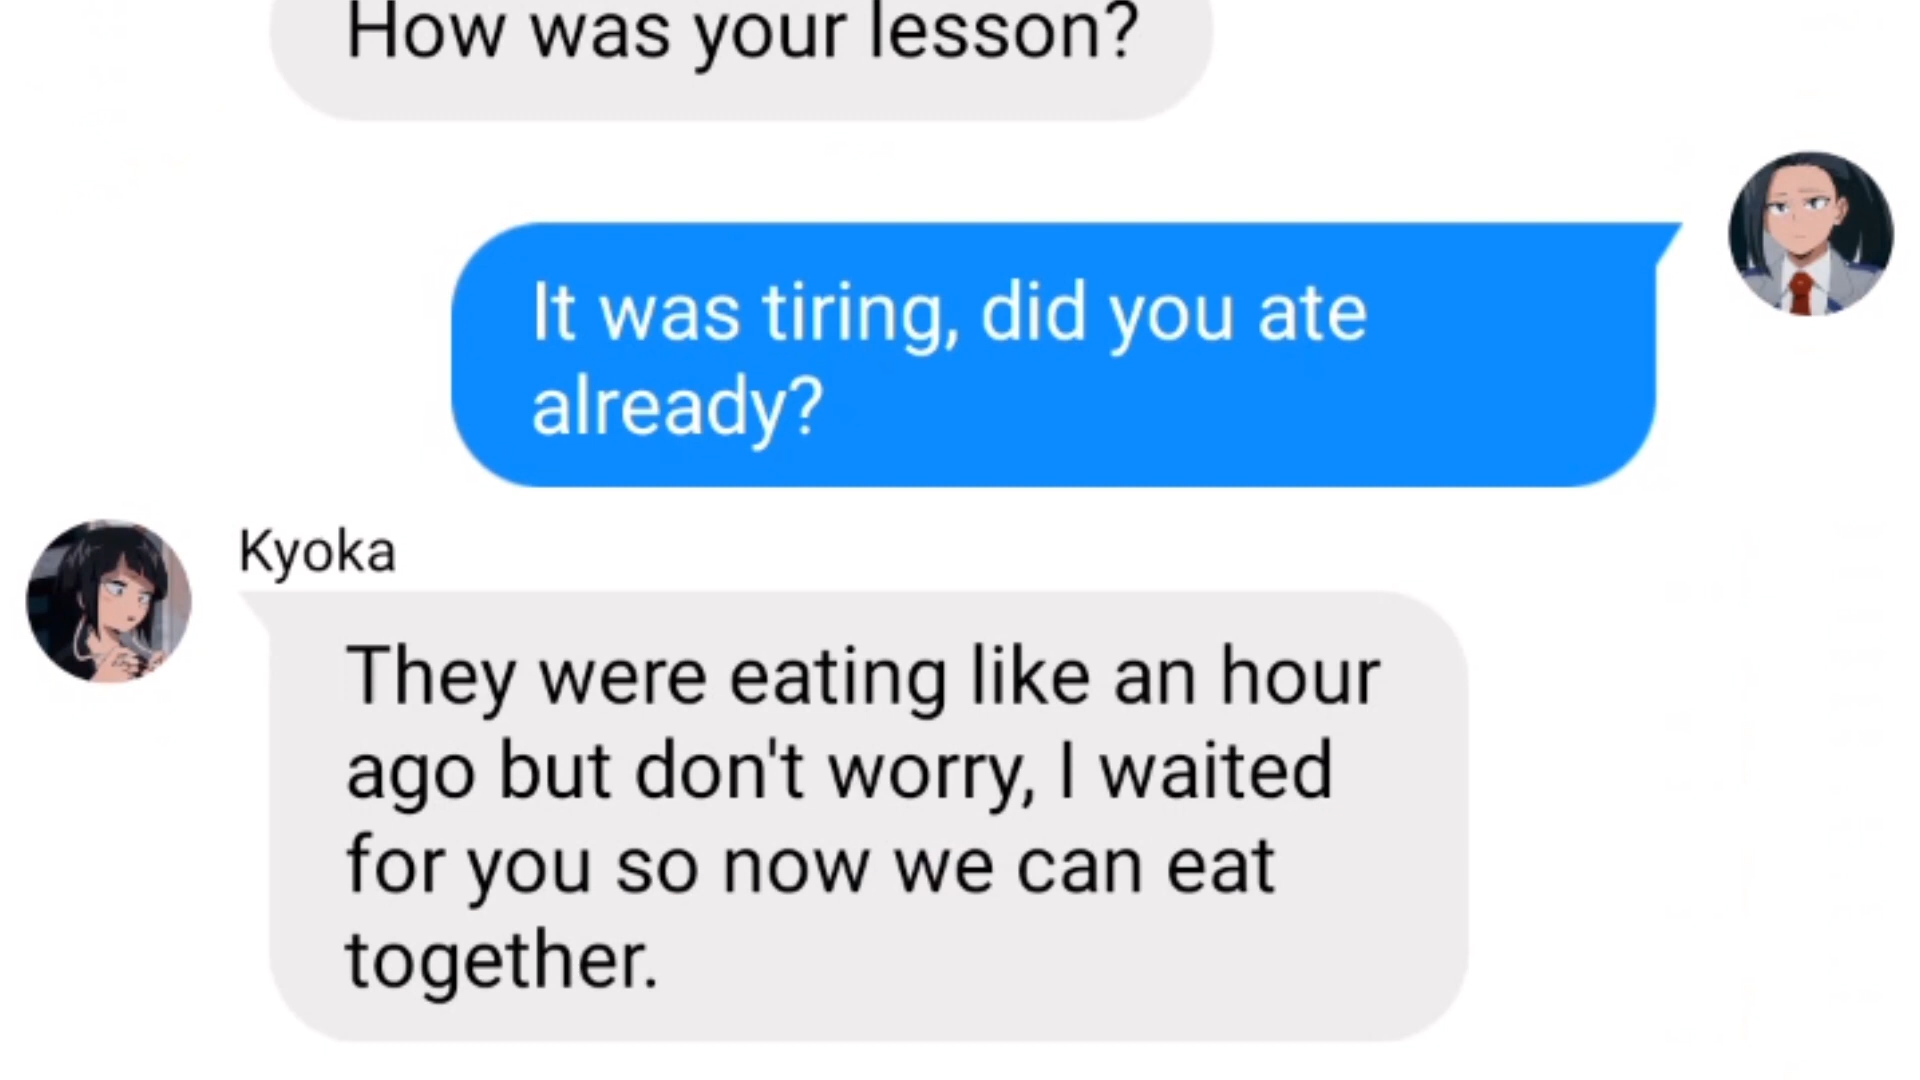 How was your lesson?
It was tiring, did you ate
already?
Kyoka
They were eating like an hour
ago but don't worry, I waited
for you so now we can eat
together.